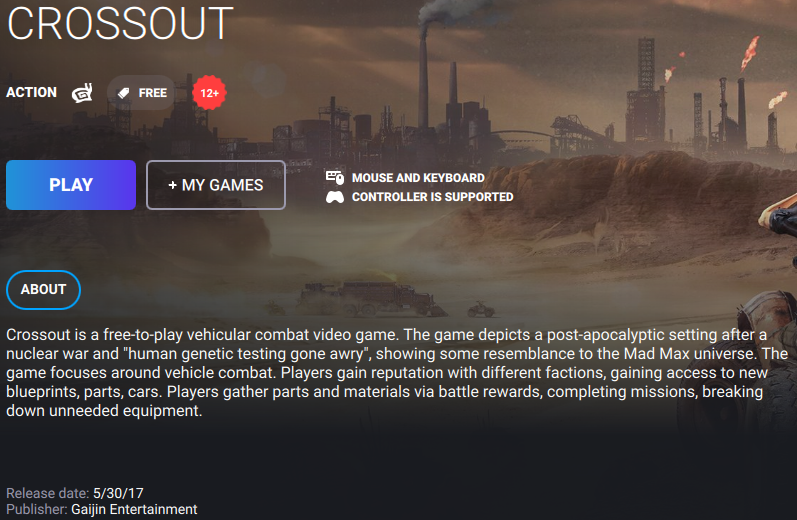 CROSSOUT
ACTION FREE 12+
PLAY + MY GAMES MOUSE AND KEYBOARD
CONTROLLER IS SUPPORTED
ABOUT
Crossout is a free-to-play vehicular combat video game. The game depicts a post-apocalyptic setting after a
nuclear war and "human genetic testing gone awry", showing some resemblance to the Mad Max universe. The
game focuses around vehicle combat. Players gain reputation with different factions, gaining access to new
blueprints, parts, cars. Players gather parts and materials via battle rewards, completing missions, breaking
down unneeded equipment.
Release date: 5/30/17
Publisher: Gaijin Entertainment